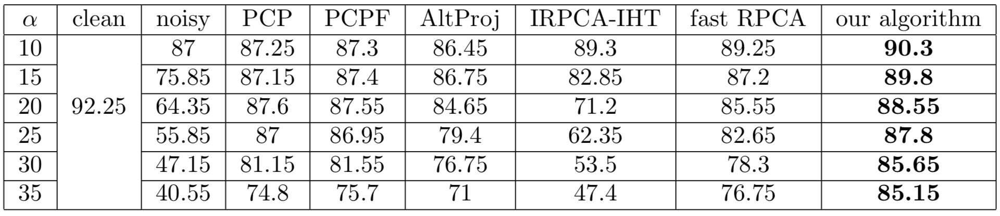 α clean noisy PCP PCPF AltProj IRPCA-IHT fast RPCA our algorithm
10 87 87.25 87.3 86.45 89.3 89.25 90.3
15 75.85 87.15 87.4 86.75 82.85 87.2 89.8
20 92.25 64.35 87.6 87.55 84.65 71.2 85.55 88.55
25 55.85 87 86.95 79.4 62.35 82.65 87.8
30 47.15 81.15 81.55 76.75 53.5 78.3 85.65
35 40.55 74.8 75.7 71 47.4 76.75 85.15